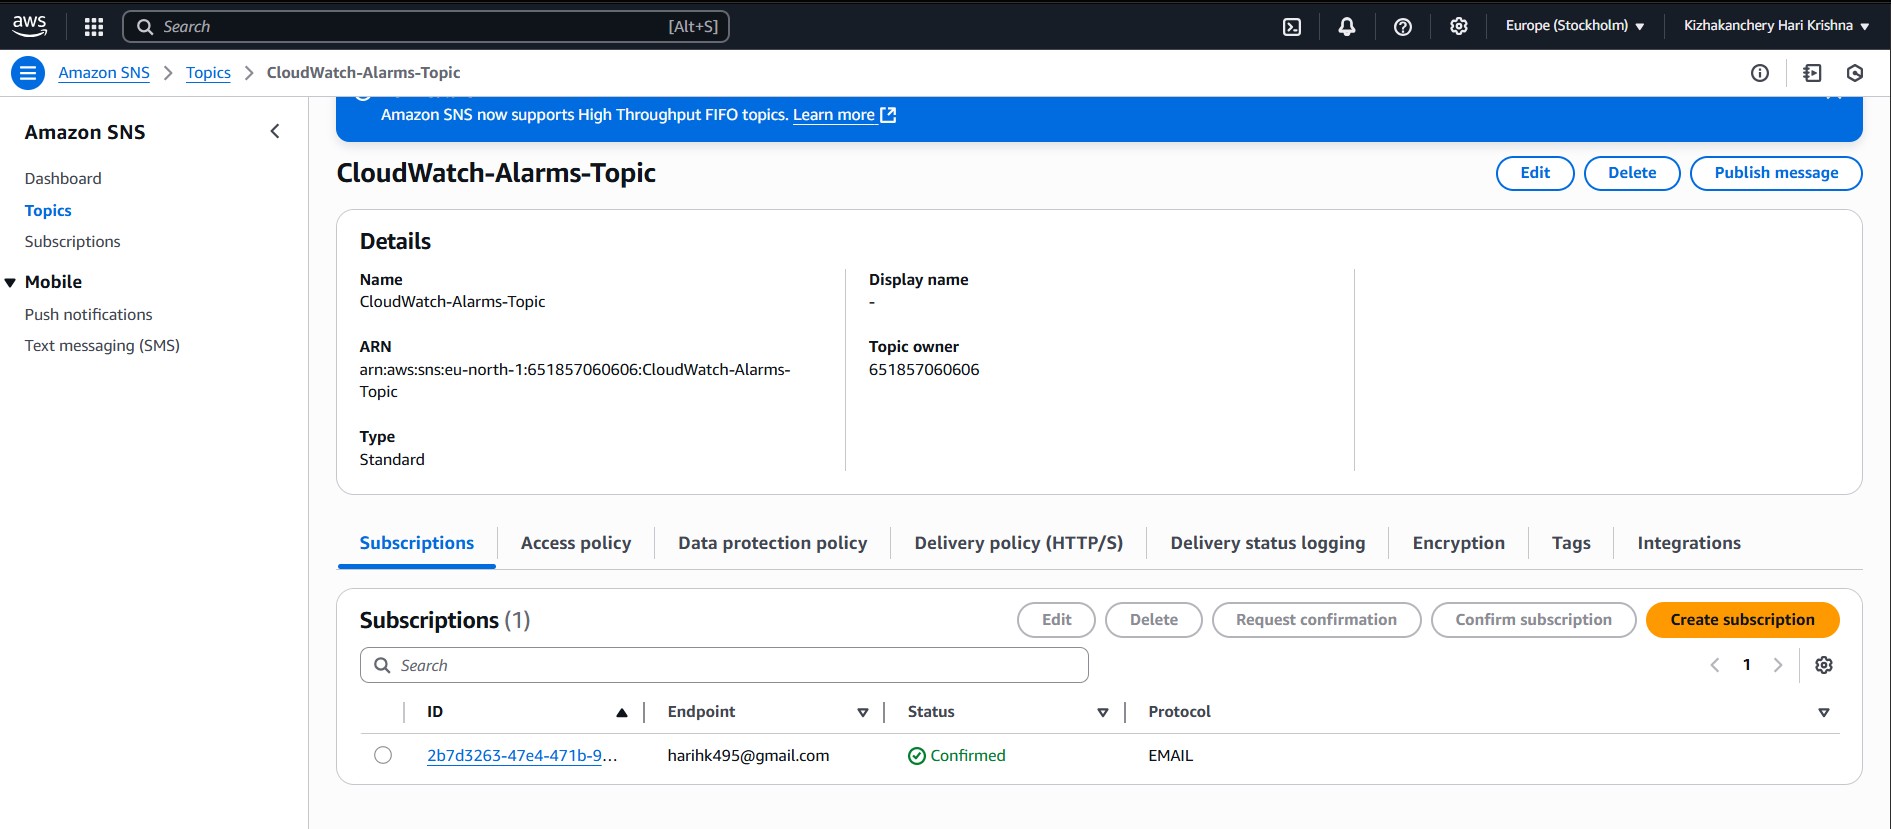 aws
Search
[Alt+S]
Europe (Stockholm)
Kizhakanchery Hari Krishna
Amazon SNS
Topics
CloudWatch-Alarms-Topic
Amazon SNS
Dashboard
Topics
Subscriptions
Mobile
Push notifications
Text messaging (SMS)
Amazon SNS now supports High Throughput FIFO topics. Learn more
CloudWatch-Alarms-Topic
Edit
Delete
Publish message
Details
Name
CloudWatch-Alarms-Topic
ARN
arn:aws:sns:eu-north-1:651857060606:CloudWatch-Alarms-
Topic
Type
Standard
Display name
-
Topic owner
651857060606
Subscriptions
Access policy
Data protection policy
Delivery policy (HTTP/S)
Delivery status logging
Encryption
Tags
Integrations
Subscriptions (1)
Edit
Delete
Request confirmation
Confirm subscription
Create subscription
Search
1
ID
Endpoint
Status
Protocol
2b7d3263-47e4-471b-9...
harihk495@gmail.com
Confirmed
EMAIL